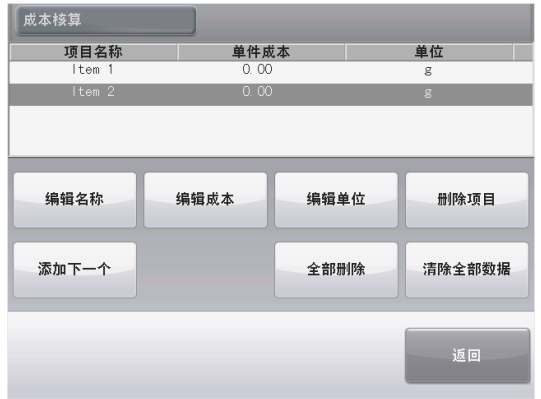 成本核算
项目名称 单件成本 单位
Item 1 0.00 g
Item 2 0.00 g
编辑名称 编辑成本 编辑单位 删除项目
添加下一个 全部删除 清除全部数据
返回